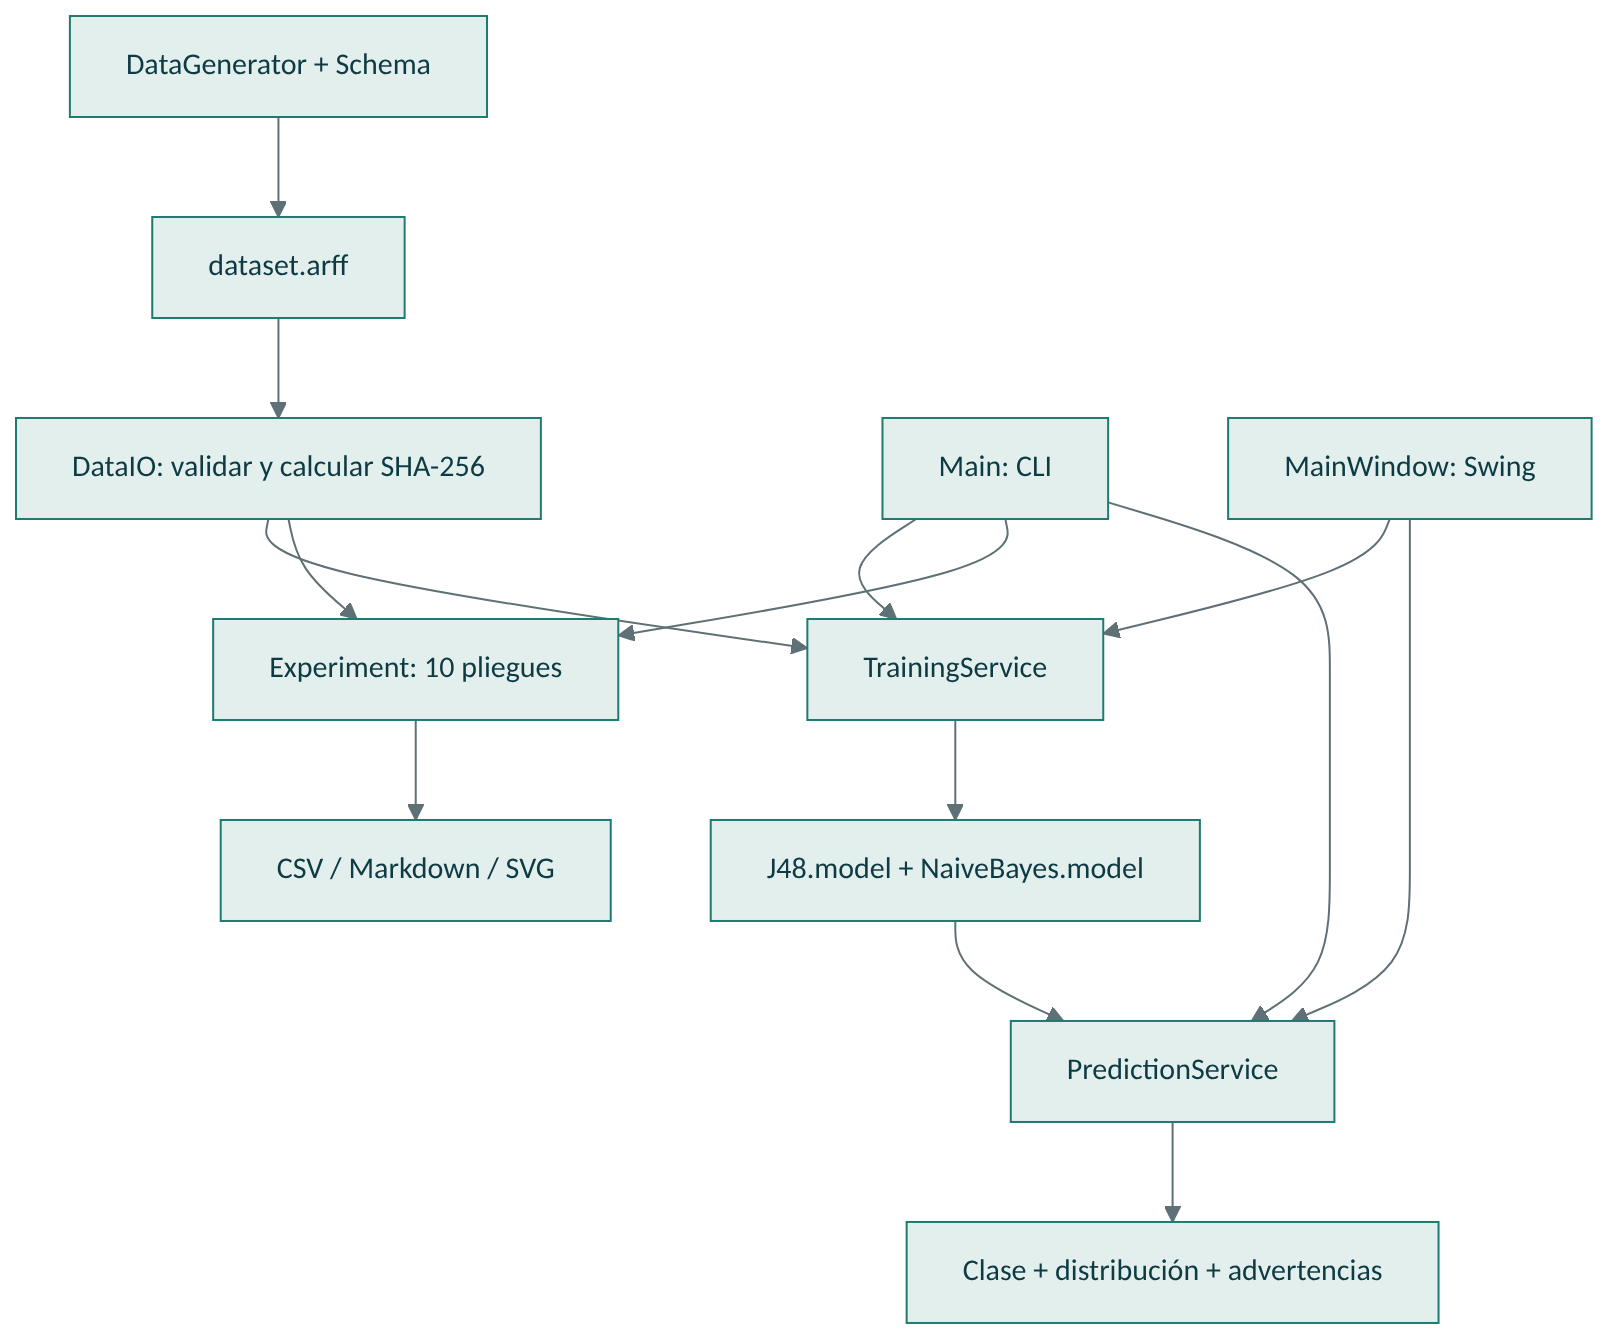 DataGenerator + Schema
dataset.arff
DataIO: validar y calcular SHA-256
Main: CLI
MainWindow: Swing
Experiment: 10 pliegues
TrainingService
CSV / Markdown / SVG
J48.model + NaiveBayes.model
PredictionService
Clase + distribución + advertencias